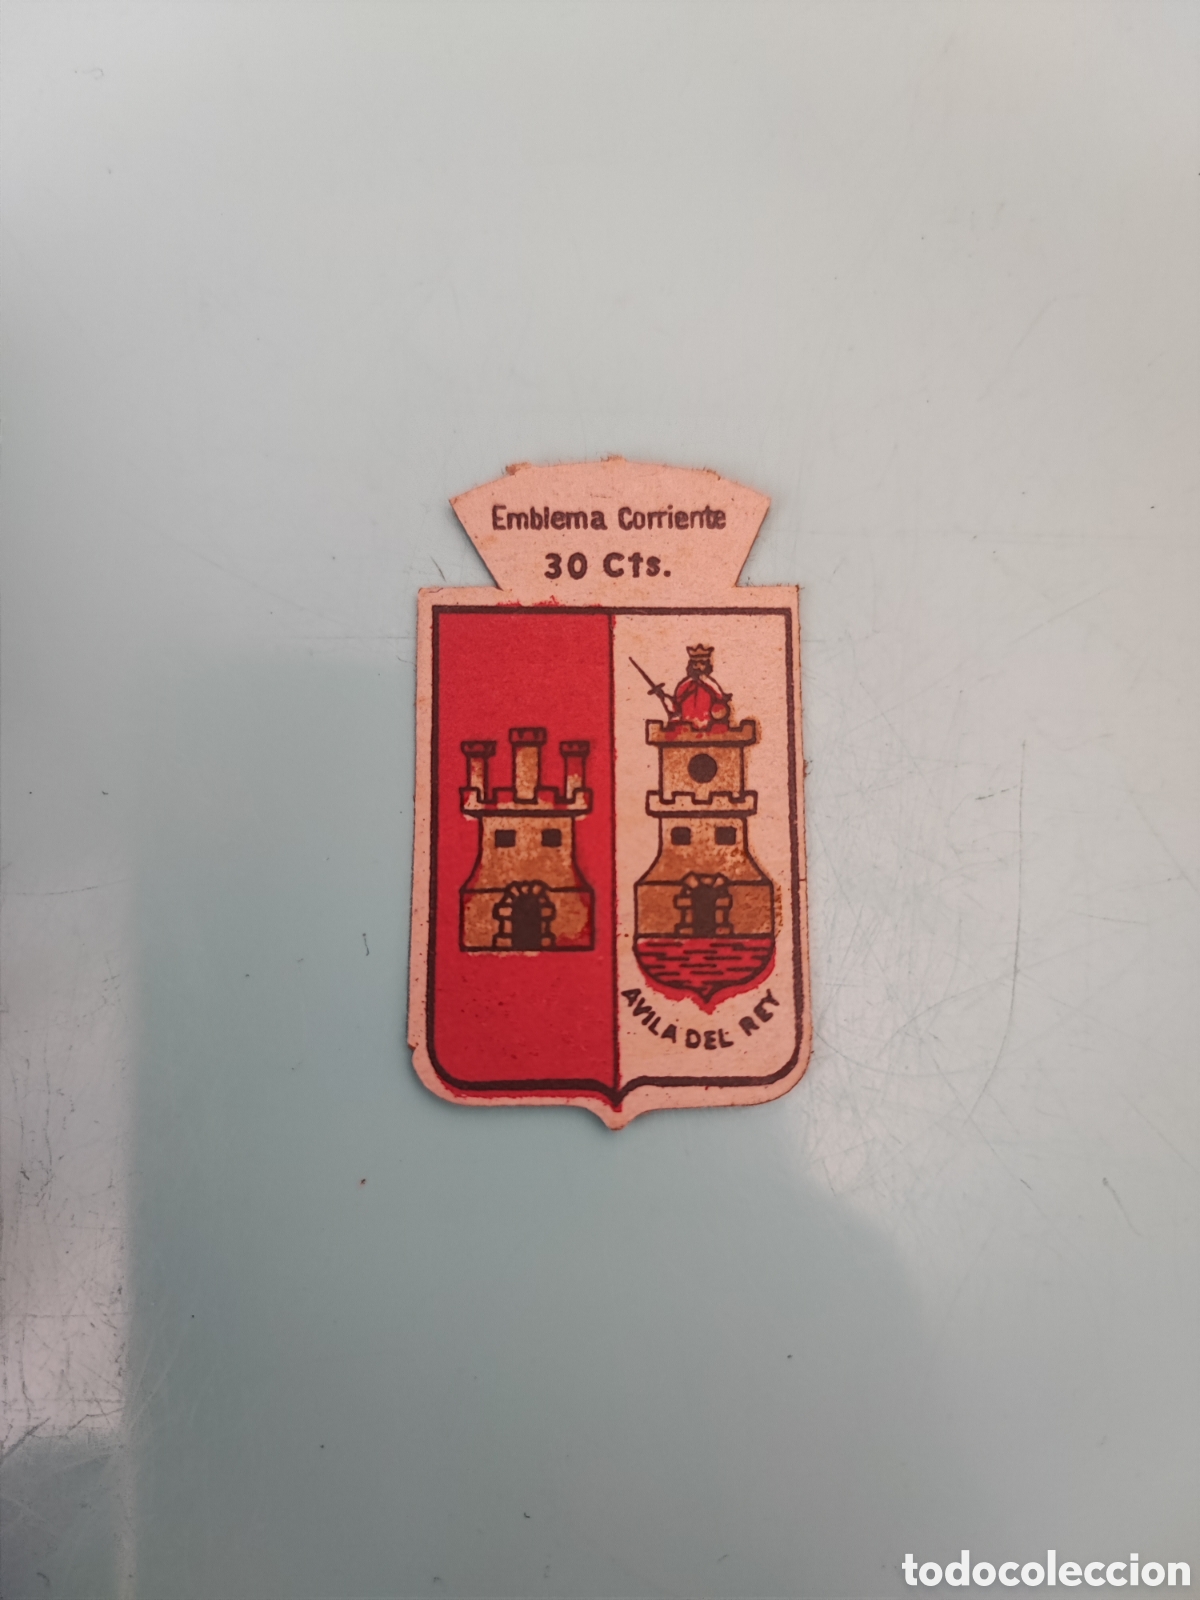 Emblema Corriente
30 Cts.
AVILA DEL REY
todocoleccion